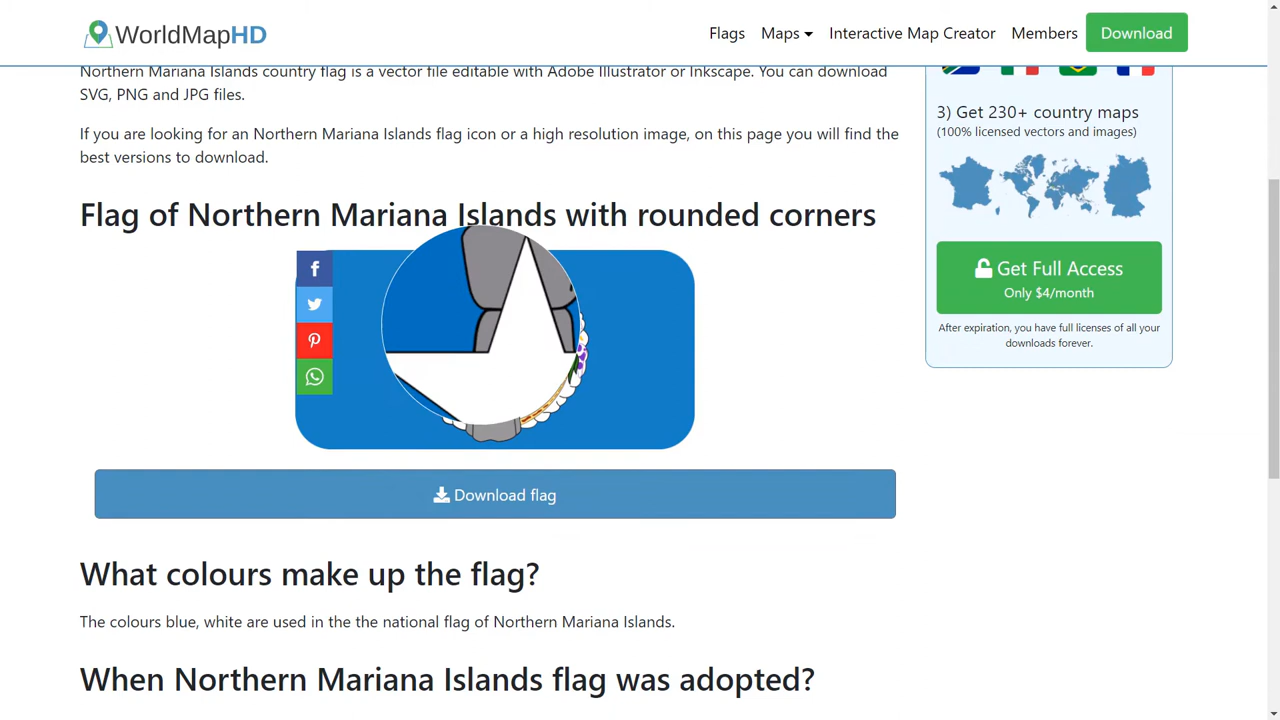 WorldMapHD
Flags
Maps
Interactive Map Creator
Members
Download
Northern Mariana Islands country flag is a vector file editable with Adobe Illustrator or Inkscape. You can download
SVG, PNG and JPG files.
If you are looking for an Northern Mariana Islands flag icon or a high resolution image, on this page you will find the
best versions to download.
Flag of Northern Mariana Islands with rounded corners
Download flag
What colours make up the flag?
The colours blue, white are used in the the national flag of Northern Mariana Islands.
When Northern Mariana Islands flag was adopted?
3) Get 230+ country maps
(100% licensed vectors and images)
Get Full Access
Only $4/month
After expiration, you have full licenses of all your
downloads forever.